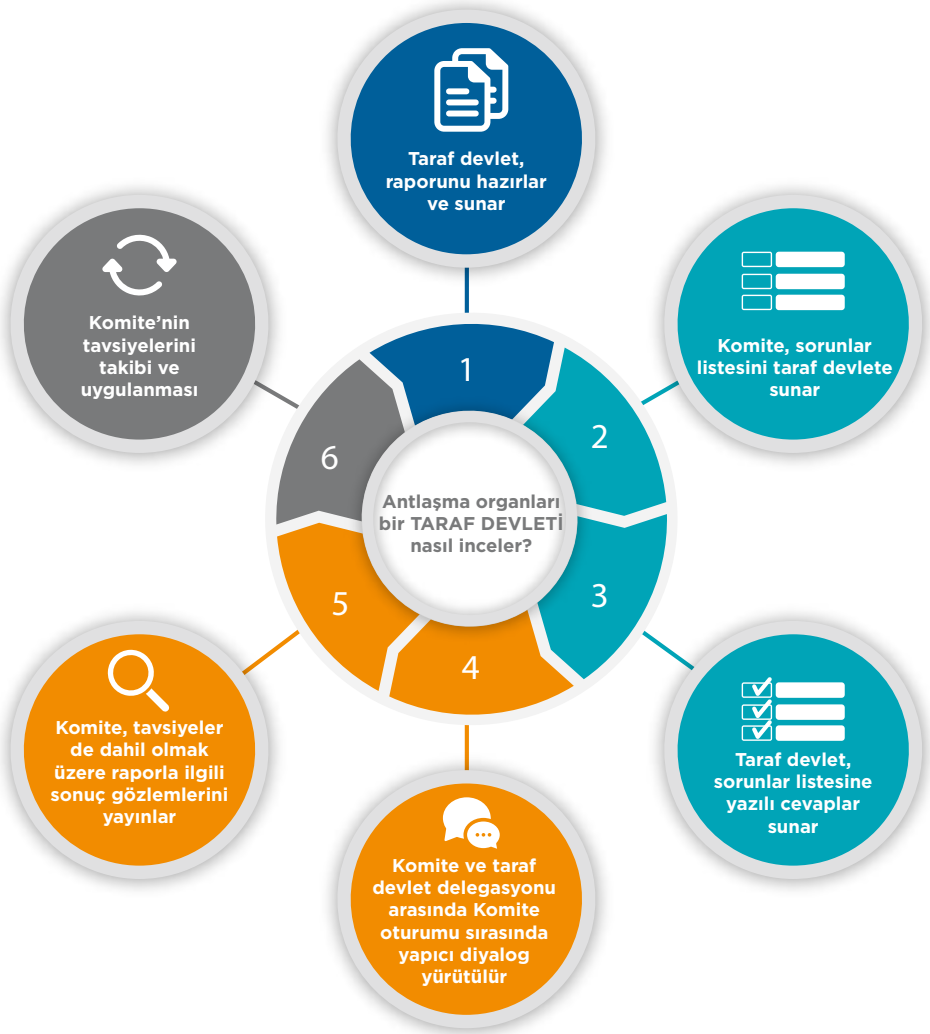 Antlaşma organları
bir TARAF DEVLETİ
nasıl inceler?
1
Taraf devlet,
raporunu hazırlar
ve sunar
2
Komite, sorunlar
listesini taraf devlete
sunar
3
Taraf devlet,
sorunlar listesine
yazılı cevaplar
sunar
4
Komite ve taraf
devlet delegasyonu
arasında Komite
oturumu sırasında
yapıcı diyalog
yürütülür
5
Komite, tavsiyeler
de dahil olmak
üzere raporla ilgili
sonuç gözlemlerini
yayınlar
6
Komite’nin
tavsiyelerini
takibi ve
uygulanması